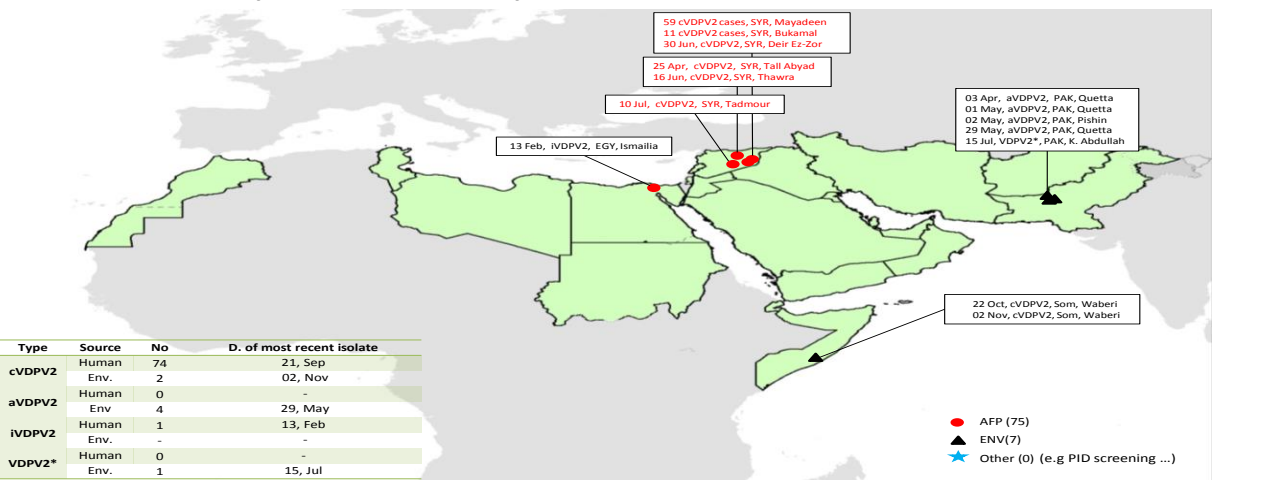 59 cVDPV2 cases, SYR, Mayadeen
11 cVDPV2 cases, SYR, Bukamal
30 Jun, cVDPV2, SYR, Deir Ez-Zor
25 Apr, cVDPV2, SYR, Tall Abyad
16 Jun, cVDPV2, SYR, Thawra
10 Jul, cVDPV2, SYR, Tadmour
13 Feb, iVDPV2, EGY, Ismailia
03 Apr, aVDPV2, PAK, Quetta
01 May, aVDPV2, PAK, Quetta
02 May, aVDPV2, PAK, Pishin
29 May, aVDPV2, PAK, Quetta
15 Jul, VDPV2*, PAK, K. Abdullah
22 Oct, cVDPV2, Som, Waberi
02 Nov, cVDPV2, Som, Waberi
Type Source No D. of most recent isolate
cVDPV2 Human 74 21, Sep
Env. 2 02, Nov
aVDPV2 Human 0 -
Env 4 29, May
iVDPV2 Human 1 13, Feb
Env. - -
VDPV2* Human 0 -
Env. 1 15, Jul
AFP (75)
ENV(7)
Other (0) (e.g PID screening ...)